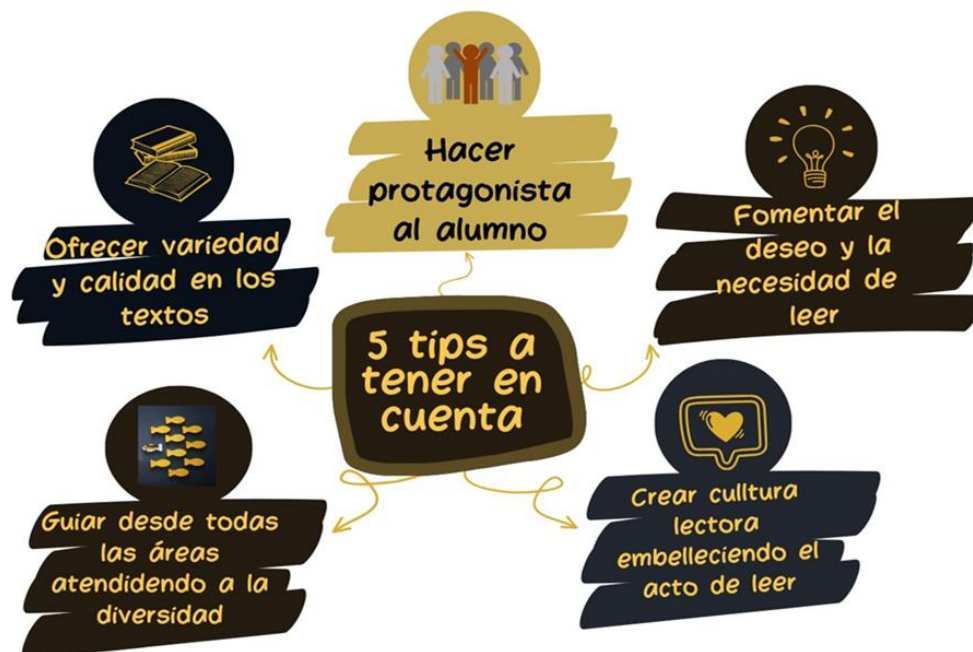 Hacer
protagonista
al alumno
Ofrecer variedad
y calidad en los
textos
Fomentar el
deseo y la
necesidad de
leer
5 tips a
tener en
cuenta
Guiar desde todas
las áreas
atendidendo a la
diversidad
Crear culltura
lectora
embelleciendo el
acto de leer